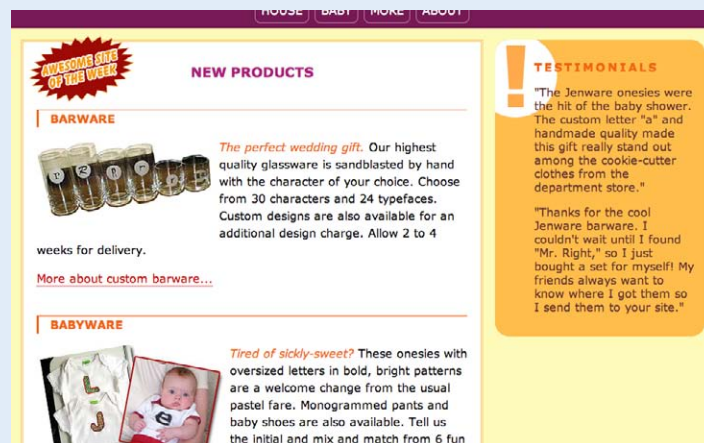 HOUSE BABY MORE ABOUT
AWESOME SITE
OF THE WEEK
NEW PRODUCTS
BARWARE
The perfect wedding gift. Our highest
quality glassware is sandblasted by hand
with the character of your choice. Choose
from 30 characters and 24 typefaces.
Custom designs are also available for an
additional design charge. Allow 2 to 4
weeks for delivery.
More about custom barware...
BABYWARE
Tired of sickly-sweet? These onesies with
oversized letters in bold, bright patterns
are a welcome change from the usual
pastel fare. Monogrammed pants and
baby shoes are also available. Tell us
the initial and mix and match from 6 fun
L
J
e
!
TESTIMONIALS
"The Jenware onesies were
the hit of the baby shower.
The custom letter "a" and
handmade quality made
this gift really stand out
among the cookie-cutter
clothes from the
department store."
"Thanks for the cool
Jenware barware. I
couldn't wait until I found
"Mr. Right," so I just
bought a set for myself! My
friends always want to
know where I got them so
I send them to your site."